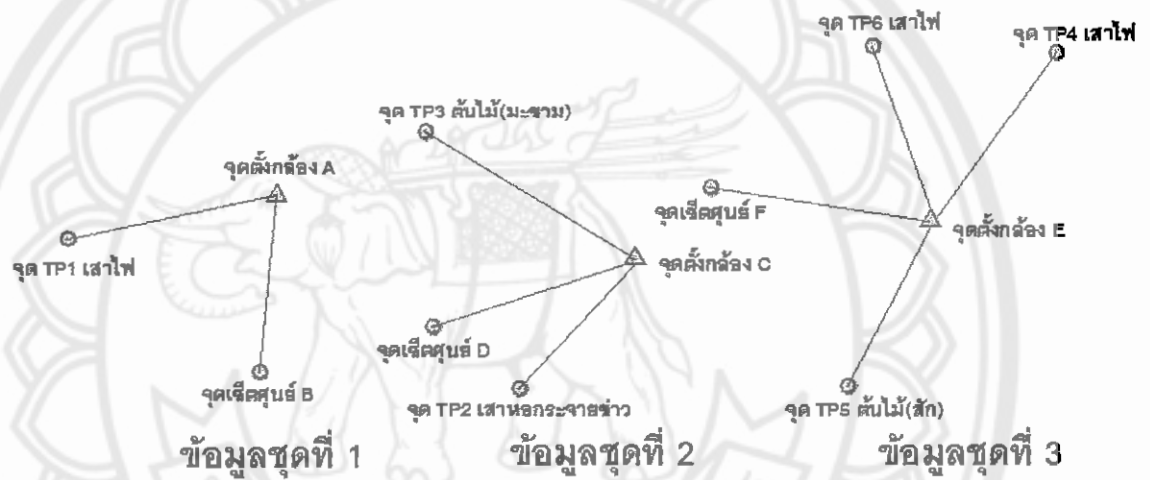 จุด TP6 เสาไฟ
จุด TP4 เสาไฟ
จุด TP3 ต้นไม้(มะขาม)
จุดตั้งกล้อง A
จุดเซ็ตศูนย์ F
จุดตั้งกล้อง E
จุด TP1 เสาไฟ
จุดตั้งกล้อง C
จุดเซ็ตศูนย์ D
จุดเซ็ตศูนย์ B
จุด TP2 เสาหอกระจายข่าว
จุด TP5 ต้นไม้(สัก)
ข้อมูลชุดที่ 1
ข้อมูลชุดที่ 2
ข้อมูลชุดที่ 3